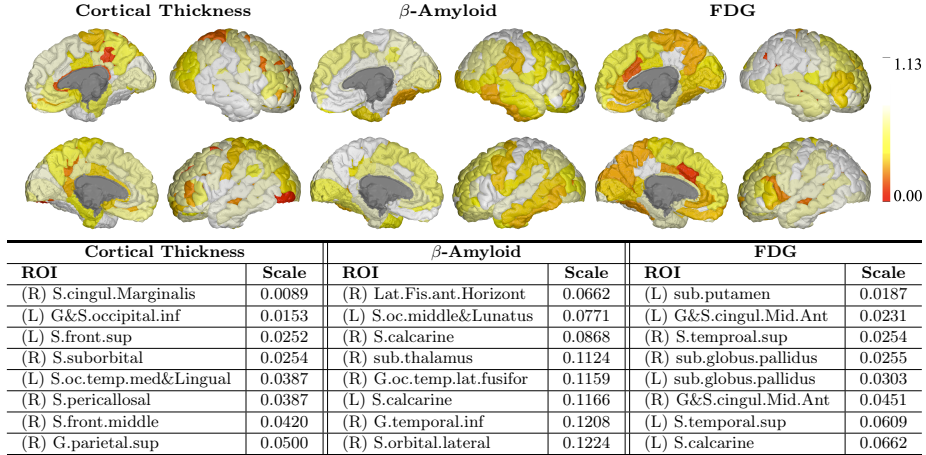 Cortical Thickness β-Amyloid FDG
1.13
0.00
Cortical Thickness β-Amyloid FDG
ROI Scale ROI Scale ROI Scale
(R) S.cingul.Marginalis 0.0089 (R) Lat.Fis.ant.Horizont 0.0662 (L) sub.putamen 0.0187
(L) G&S.occipital.inf 0.0153 (L) S.oc.middle&Lunatus 0.0771 (L) G&S.cingul.Mid.Ant 0.0231
(L) S.front.sup 0.0252 (R) S.calcarine 0.0868 (R) S.temproal.sup 0.0254
(R) S.suborbital 0.0254 (R) sub.thalamus 0.1124 (R) sub.globus.pallidus 0.0255
(L) S.oc.temp.med&Lingual 0.0387 (R) G.oc.temp.lat.fusifor 0.1159 (L) sub.globus.pallidus 0.0303
(R) S.pericallosal 0.0387 (L) S.calcarine 0.1166 (R) G&S.cingul.Mid.Ant 0.0451
(R) S.front.middle 0.0420 (R) G.temporal.inf 0.1208 (L) S.temporal.sup 0.0609
(R) G.parietal.sup 0.0500 (R) S.orbital.lateral 0.1224 (L) S.calcarine 0.0662